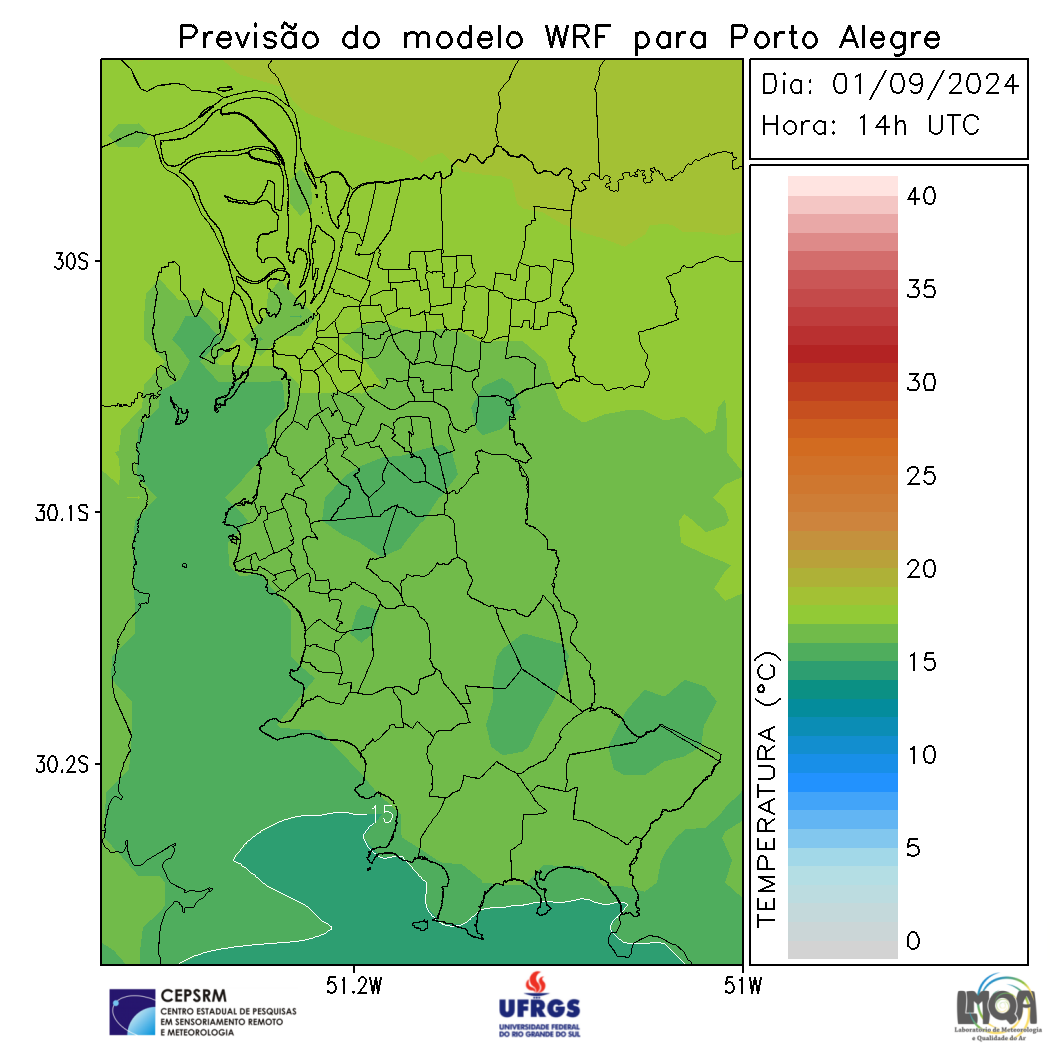 Previsão do modelo WRF para Porto Alegre
Dia: 01/09/2024
Hora: 14h UTC
40
35
30
25
20
15
10
5
0
TEMPERATURA (°C)
30S
30.1S
30.2S
15
51.2W
51W
CEPSRM
CENTRO ESTADUAL DE PESQUISAS
EM SENSORIAMENTO REMOTO
E METEOROLOGIA
UFRGS
UNIVERSIDADE FEDERAL
DO RIO GRANDE DO SUL
LMQA
Laboratório de Meteorologia
e Qualidade do Ar